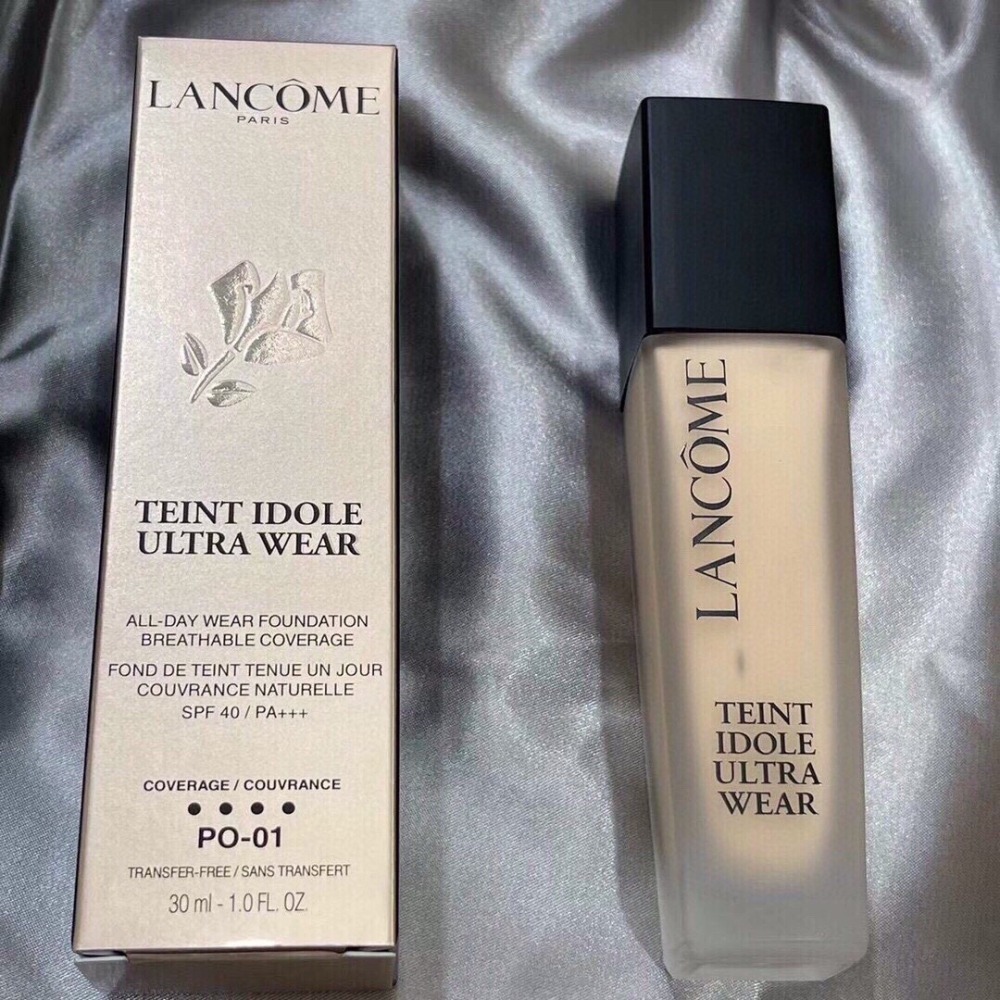 LANCÔME
PARIS
TEINT IDOLE
ULTRA WEAR
ALL-DAY WEAR FOUNDATION
BREATHABLE COVERAGE
FOND DE TEINT TENUE UN JOUR
COUVRANCE NATURELLE
SPF 40 / PA+++
COVERAGE / COUVRANCE
PO-01
TRANSFER-FREE / SANS TRANSFERT
30 ml - 1.0 FL. OZ.
LANCÔME
TEINT
IDOLE
ULTRA
WEAR